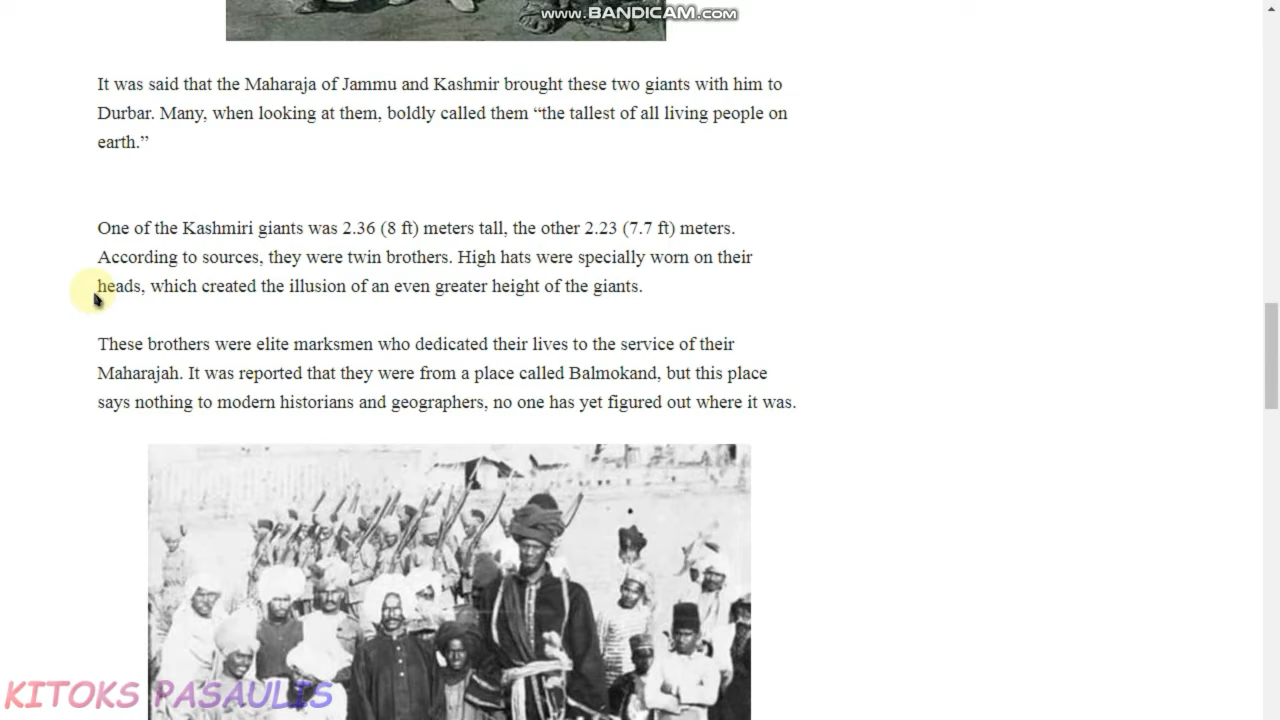 www.BANDICAM.com
It was said that the Maharaja of Jammu and Kashmir brought these two giants with him to
Durbar. Many, when looking at them, boldly called them “the tallest of all living people on
earth.”
One of the Kashmiri giants was 2.36 (8 ft) meters tall, the other 2.23 (7.7 ft) meters.
According to sources, they were twin brothers. High hats were specially worn on their
heads, which created the illusion of an even greater height of the giants.
These brothers were elite marksmen who dedicated their lives to the service of their
Maharajah. It was reported that they were from a place called Balmokand, but this place
says nothing to modern historians and geographers, no one has yet figured out where it was.
KITOKS PASAULIS